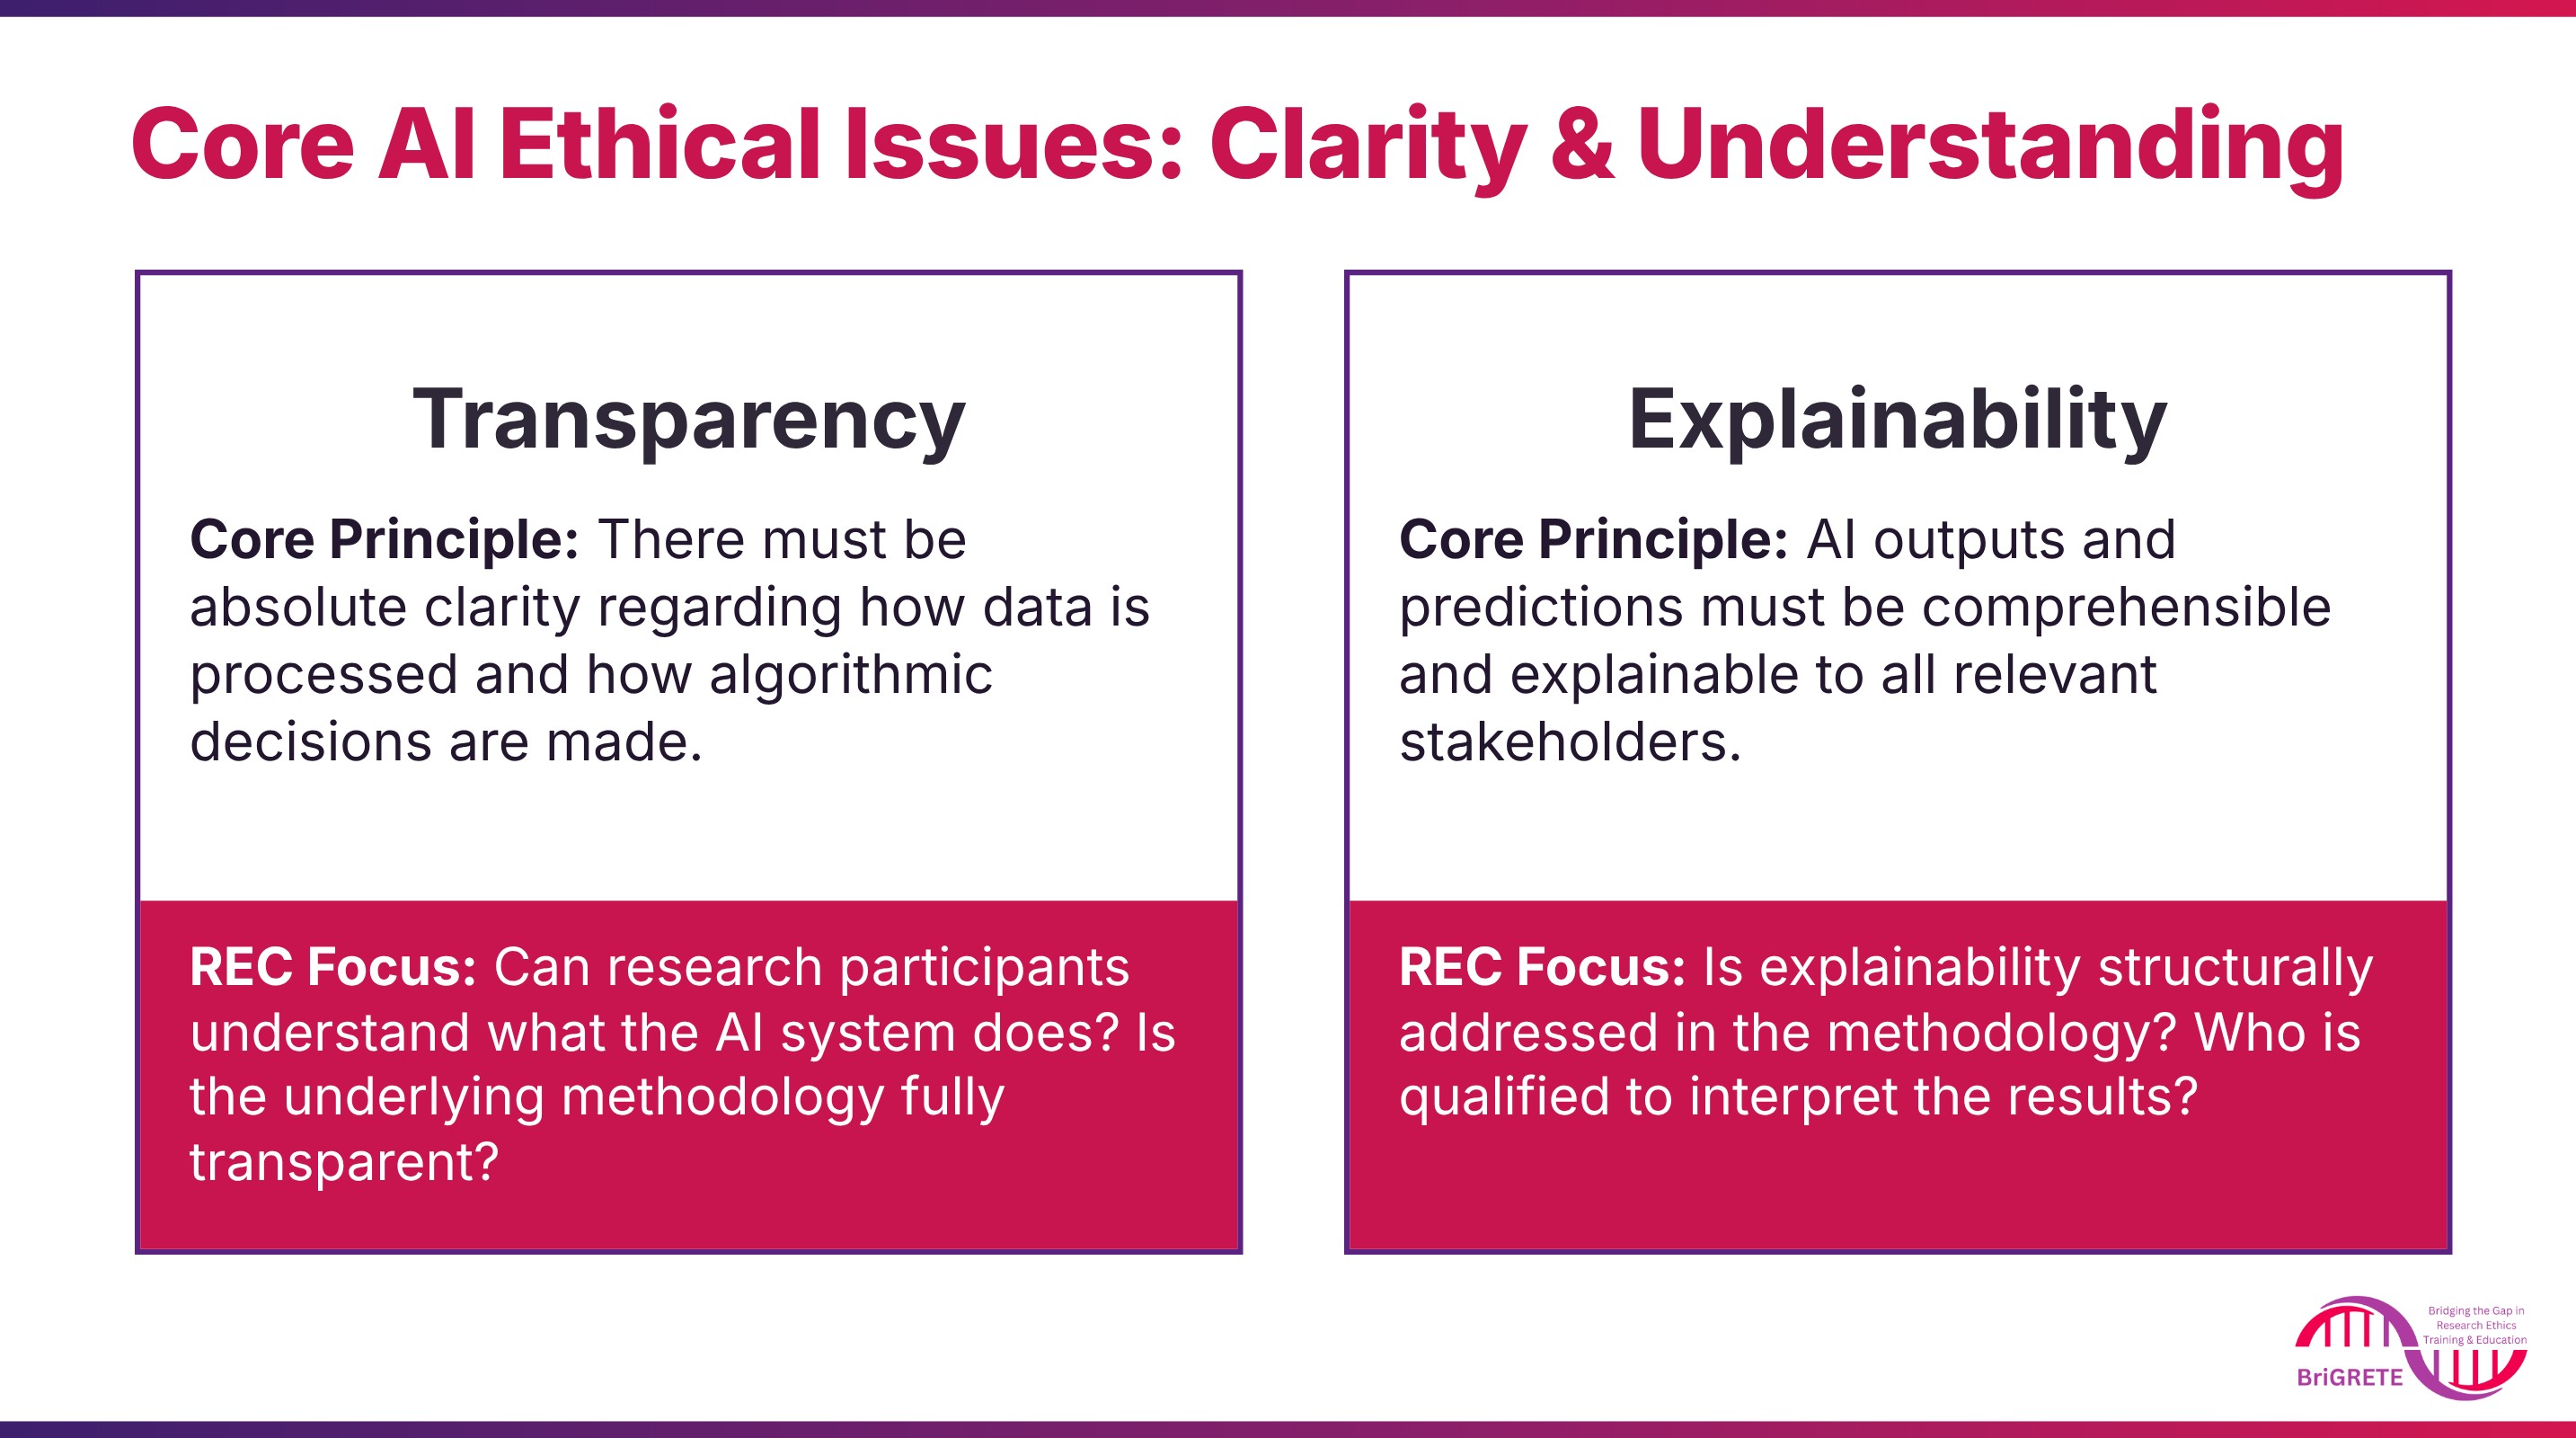 Core AI Ethical Issues: Clarity & Understanding
Transparency
Core Principle: There must be
absolute clarity regarding how data is
processed and how algorithmic
decisions are made.
REC Focus: Can research participants
understand what the AI system does? Is
the underlying methodology fully
transparent?
Explainability
Core Principle: AI outputs and
predictions must be comprehensible
and explainable to all relevant
stakeholders.
REC Focus: Is explainability structurally
addressed in the methodology? Who is
qualified to interpret the results?
Bridging the Gap in
Research Ethics
Training & Education
BriGRETE